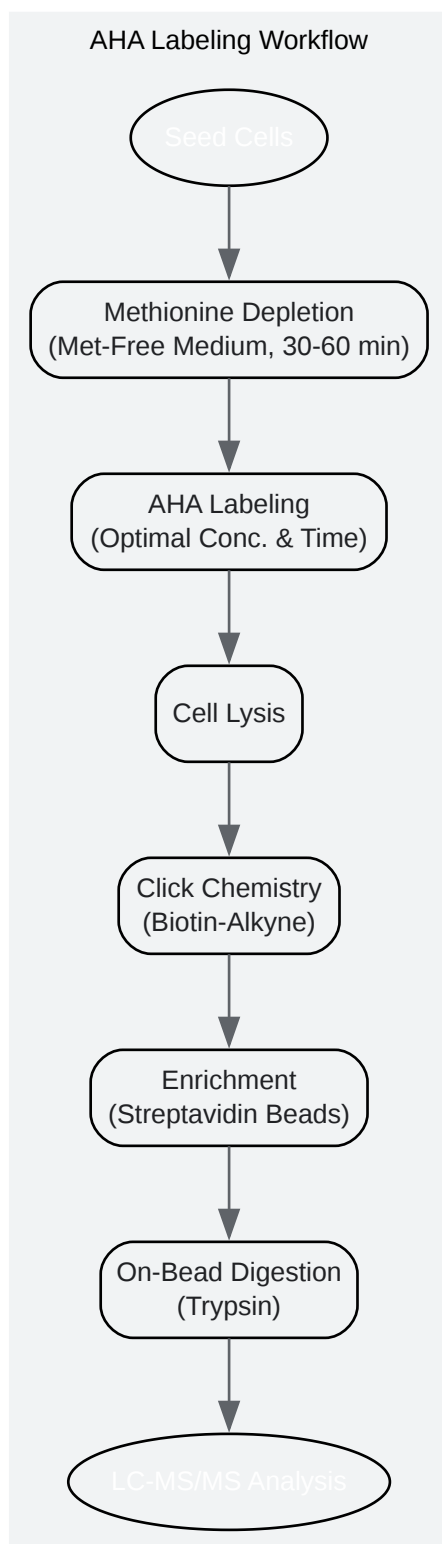 AHA Labeling Workflow
Seed Cells
Methionine Depletion
(Met-Free Medium, 30-60 min)
AHA Labeling
(Optimal Conc. & Time)
Cell Lysis
Click Chemistry
(Biotin-Alkyne)
Enrichment
(Streptavidin Beads)
On-Bead Digestion
(Trypsin)
LC-MS/MS Analysis